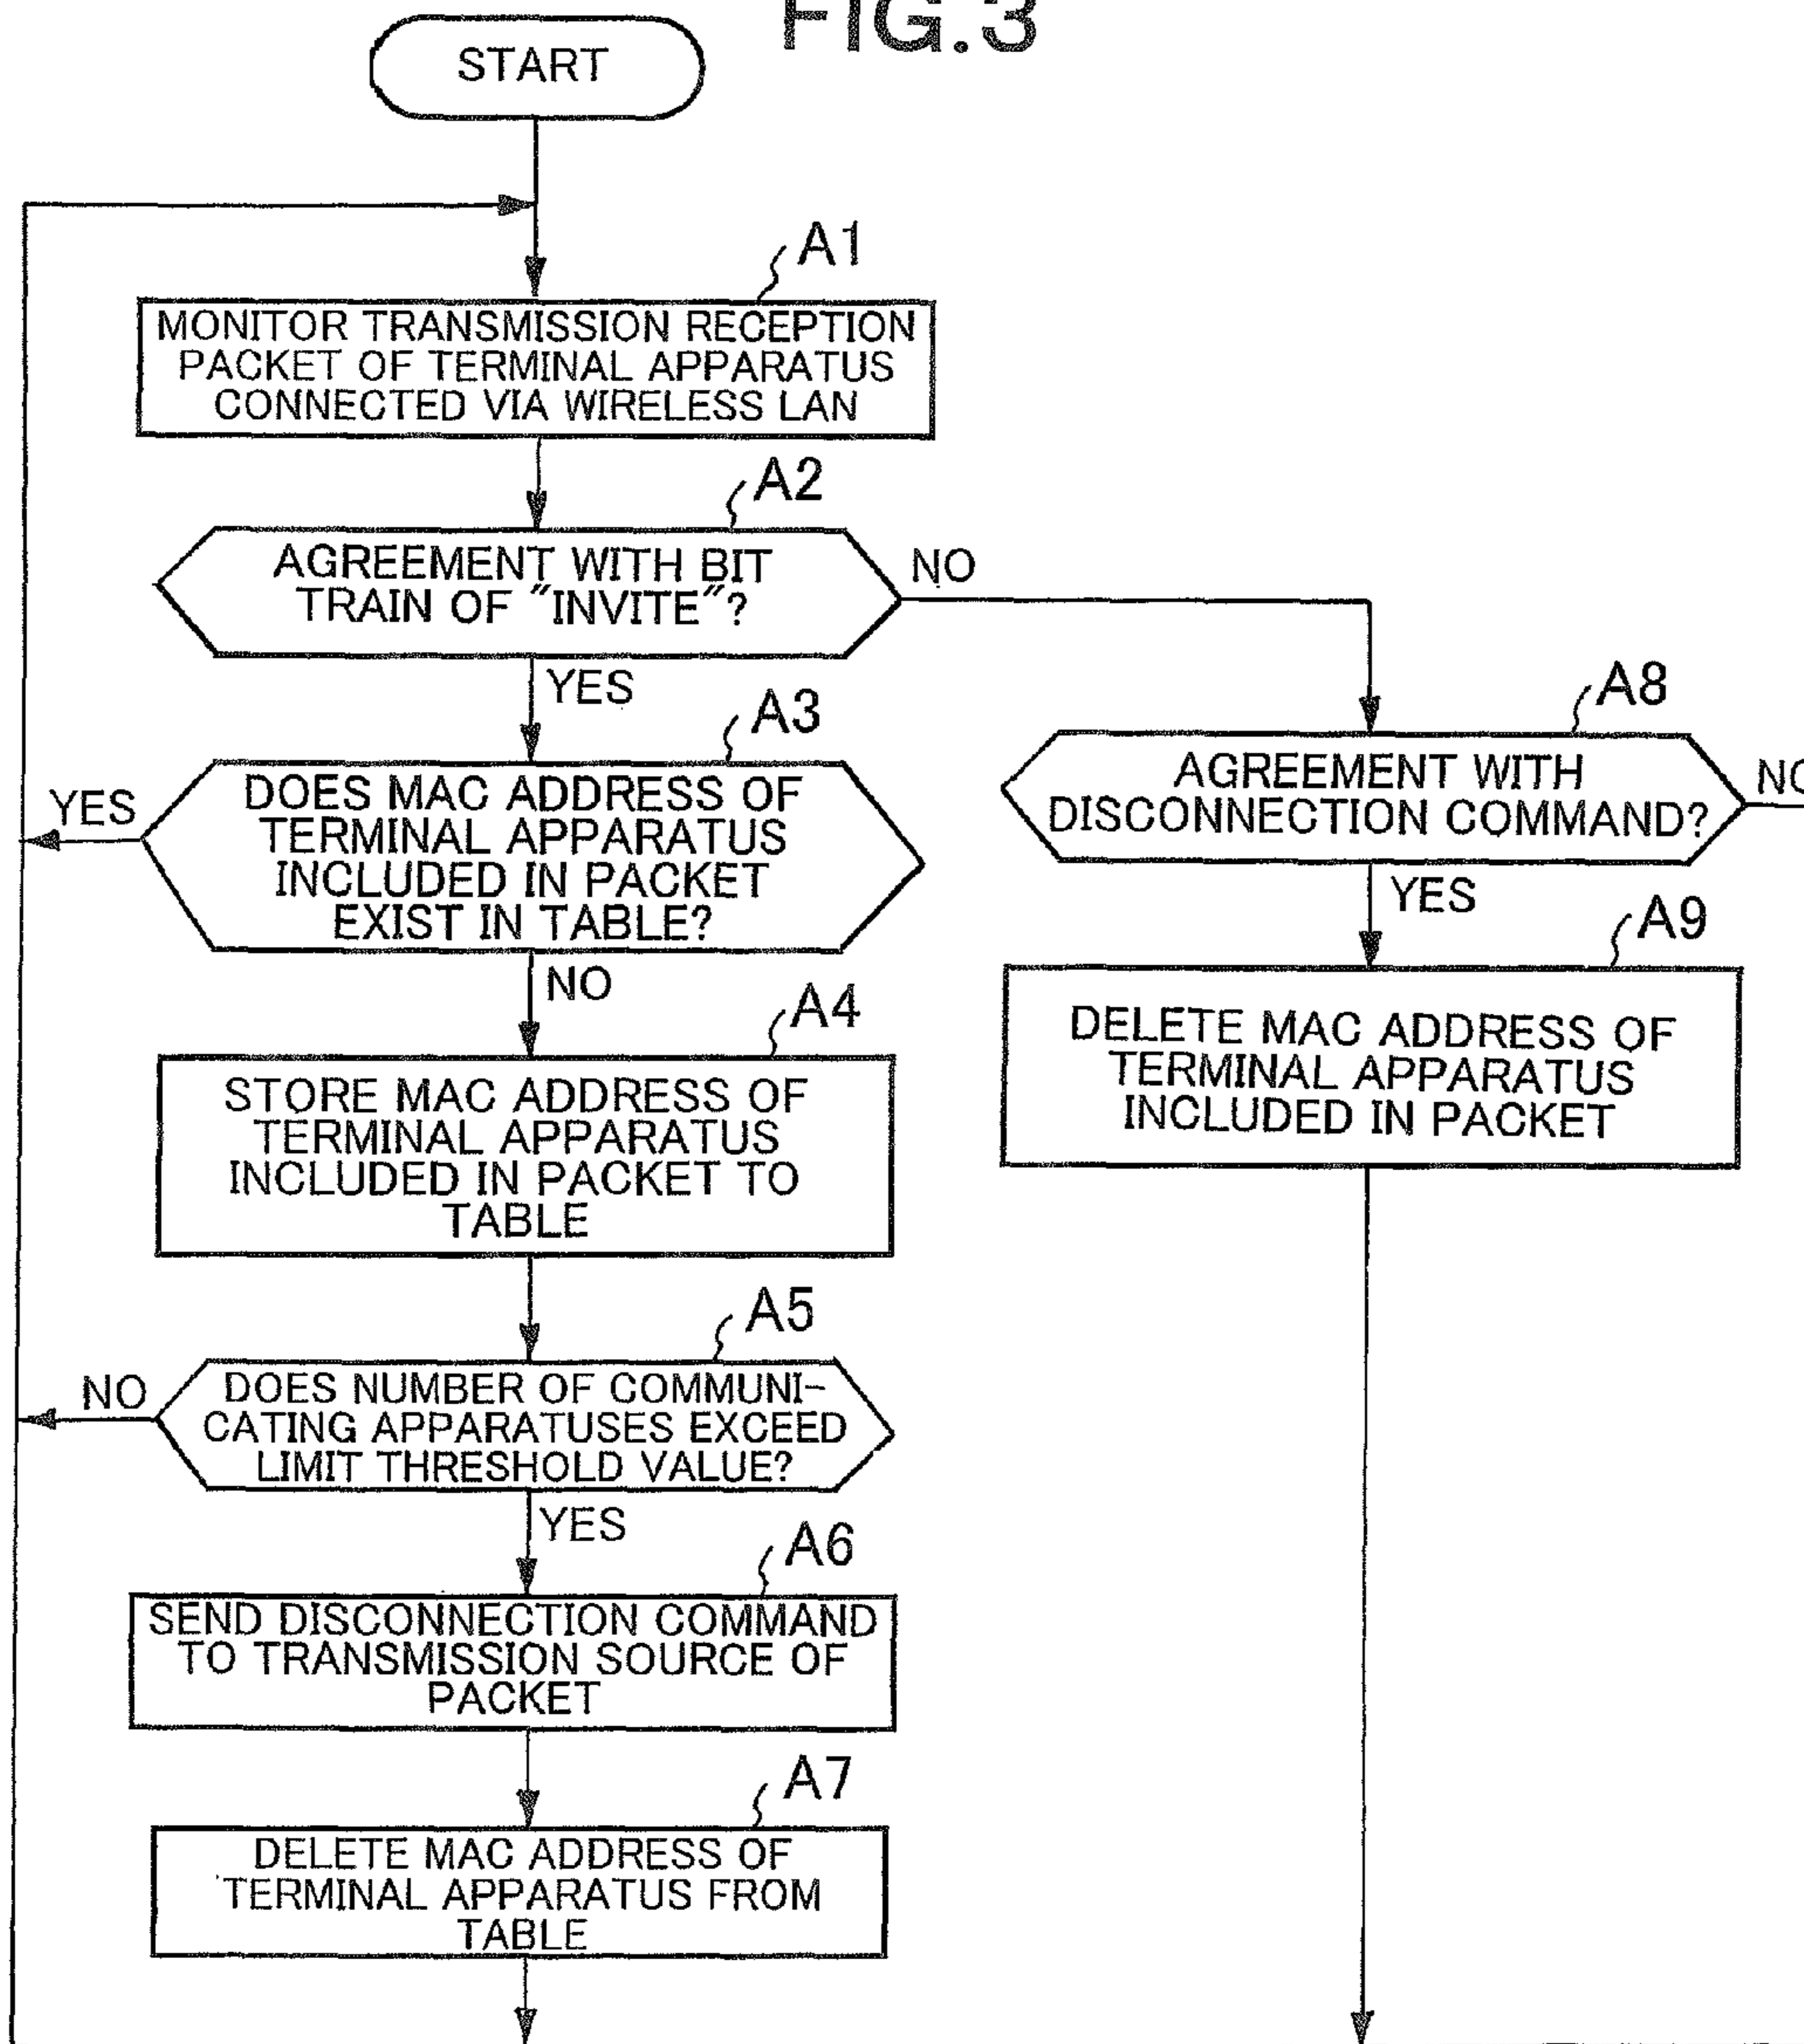 FIG.3
START
A1
MONITOR TRANSMISSION RECEPTION
PACKET OF TERMINAL APPARATUS
CONNECTED VIA WIRELESS LAN
A2
AGREEMENT WITH BIT
TRAIN OF "INVITE"?
NO
YES
A3
DOES MAC ADDRESS OF
TERMINAL APPARATUS
INCLUDED IN PACKET
EXIST IN TABLE?
YES
NO
A8
AGREEMENT WITH
DISCONNECTION COMMAND?
NO
YES
A9
DELETE MAC ADDRESS OF
TERMINAL APPARATUS
INCLUDED IN PACKET
A4
STORE MAC ADDRESS OF
TERMINAL APPARATUS
INCLUDED IN PACKET TO
TABLE
A5
DOES NUMBER OF COMMUNI-
CATING APPARATUSES EXCEED
LIMIT THRESHOLD VALUE?
NO
YES
A6
SEND DISCONNECTION COMMAND
TO TRANSMISSION SOURCE OF
PACKET
A7
DELETE MAC ADDRESS OF
TERMINAL APPARATUS FROM
TABLE